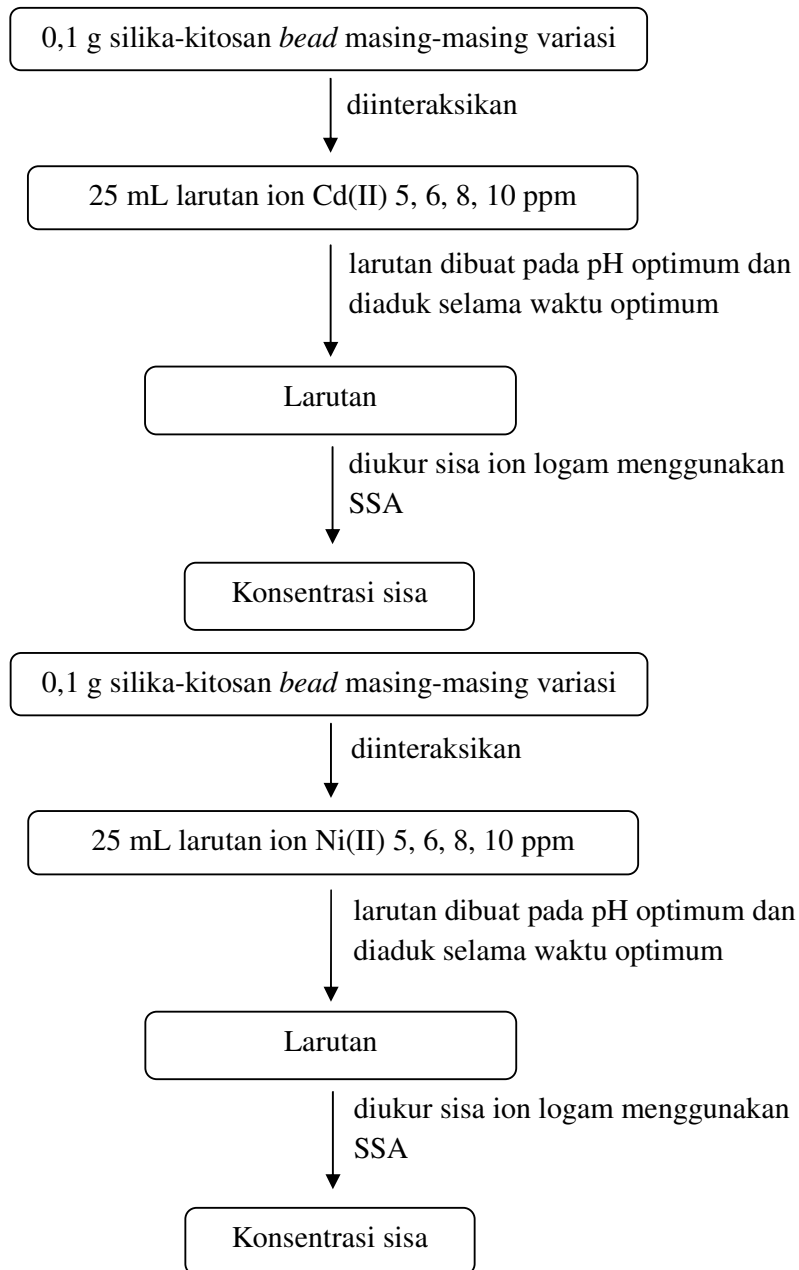 0,1 g silika-kitosan bead masing-masing variasi
diinteraksikan
25 mL larutan ion Cd(II) 5, 6, 8, 10 ppm
larutan dibuat pada pH optimum dan
diaduk selama waktu optimum
Larutan
diukur sisa ion logam menggunakan
SSA
Konsentrasi sisa
0,1 g silika-kitosan bead masing-masing variasi
diinteraksikan
25 mL larutan ion Ni(II) 5, 6, 8, 10 ppm
larutan dibuat pada pH optimum dan
diaduk selama waktu optimum
Larutan
diukur sisa ion logam menggunakan
SSA
Konsentrasi sisa